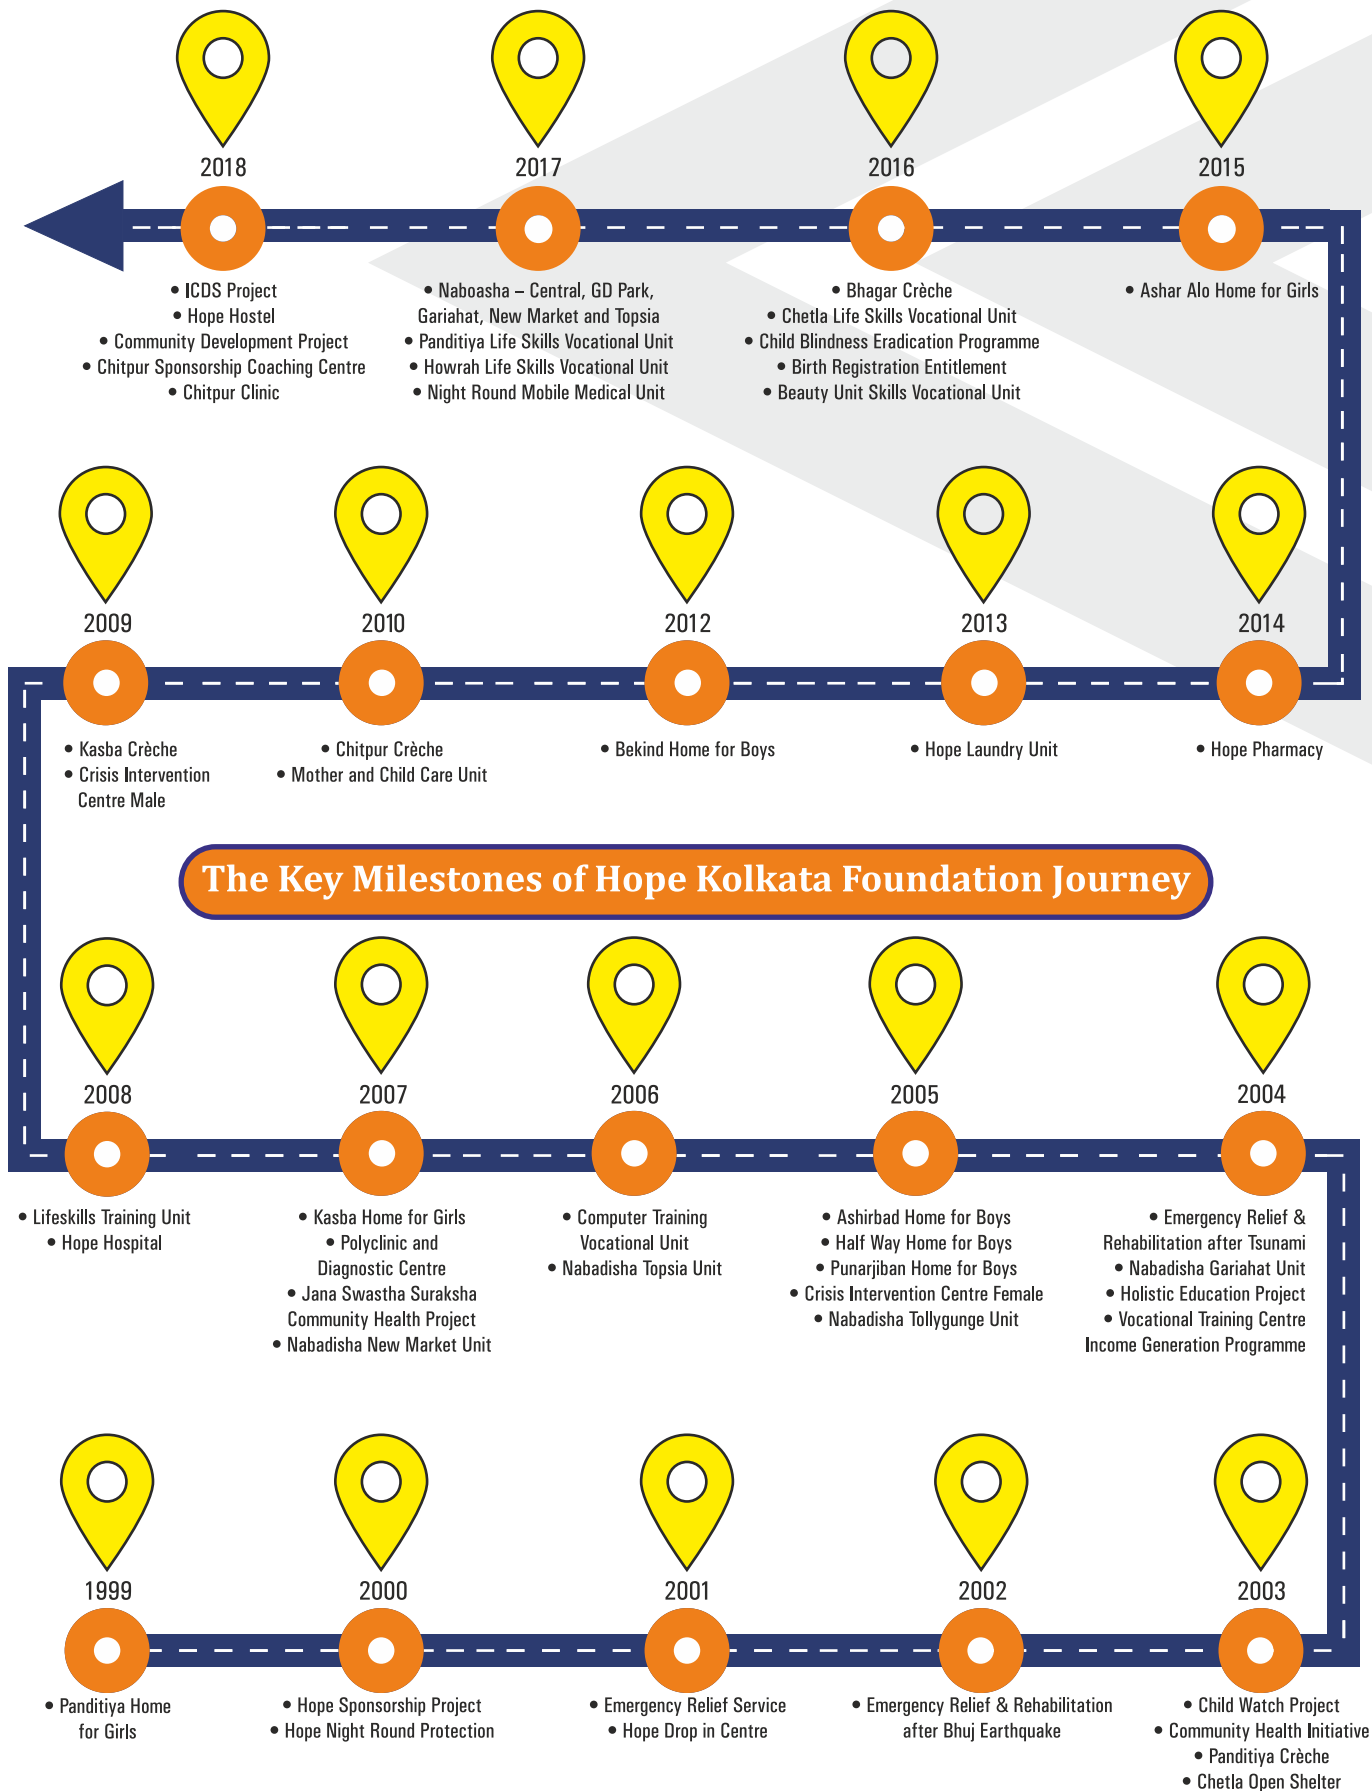 2018
2017
2016
2015
• ICDS Project
• Hope Hostel
• Community Development Project
• Chitpur Sponsorship Coaching Centre
• Chitpur Clinic
• Naboasha – Central, GD Park,
Gariahat, New Market and Topsia
• Panditiya Life Skills Vocational Unit
• Howrah Life Skills Vocational Unit
• Night Round Mobile Medical Unit
• Bhagar Crèche
• Chetla Life Skills Vocational Unit
• Child Blindness Eradication Programme
• Birth Registration Entitlement
• Beauty Unit Skills Vocational Unit
• Ashar Alo Home for Girls
2009
2010
2012
2013
2014
• Kasba Crèche
• Crisis Intervention
Centre Male
• Chitpur Crèche
• Mother and Child Care Unit
• Bekind Home for Boys
• Hope Laundry Unit
• Hope Pharmacy
The Key Milestones of Hope Kolkata Foundation Journey
2008
2007
2006
2005
2004
• Lifeskills Training Unit
• Hope Hospital
• Kasba Home for Girls
• Polyclinic and
Diagnostic Centre
• Jana Swastha Suraksha
Community Health Project
• Nabadisha New Market Unit
• Computer Training
Vocational Unit
• Nabadisha Topsia Unit
• Ashirbad Home for Boys
• Half Way Home for Boys
• Punarjiban Home for Boys
• Crisis Intervention Centre Female
• Nabadisha Tollygunge Unit
• Emergency Relief &
Rehabilitation after Tsunami
• Nabadisha Gariahat Unit
• Holistic Education Project
• Vocational Training Centre
Income Generation Programme
1999
2000
2001
2002
2003
• Panditiya Home
for Girls
• Hope Sponsorship Project
• Hope Night Round Protection
• Emergency Relief Service
• Hope Drop in Centre
• Emergency Relief & Rehabilitation
after Bhuj Earthquake
• Child Watch Project
• Community Health Initiative
• Panditiya Crèche
• Chetla Open Shelter